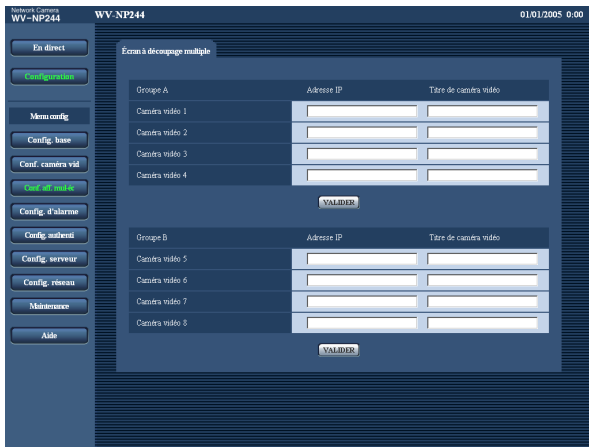 Network Camera
WV-NP244
WV-NP244
01/01/2005 0:00
En direct
Configuration
Menu config
Config. base
Conf. caméra vid
Conf. aff. mul-éc
Config. d'alarme
Config. authenti
Config. serveur
Config. réseau
Maintenance
Aide
Écran à découpage multiple
Groupe A Adresse IP Titre de caméra vidéo
Caméra vidéo 1
Caméra vidéo 2
Caméra vidéo 3
Caméra vidéo 4
VALIDER
Groupe B Adresse IP Titre de caméra vidéo
Caméra vidéo 5
Caméra vidéo 6
Caméra vidéo 7
Caméra vidéo 8
VALIDER